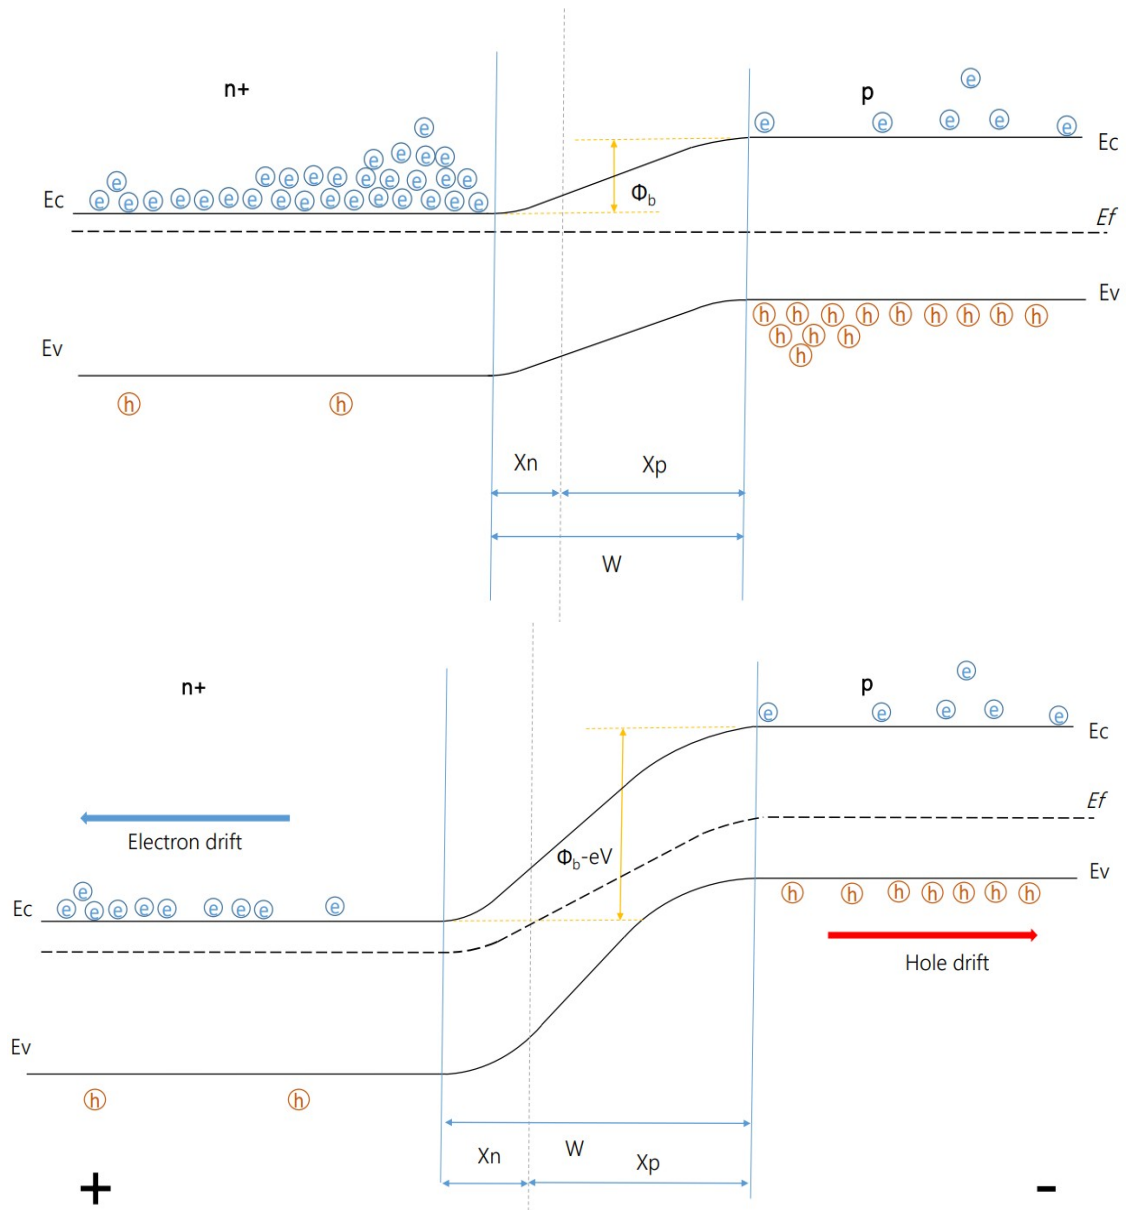 n+
p
e e e e e e e e e e e e e e e e e e e e e e e e e e e e e e e e e e e
e e e e e e
Ec
Ec
Φb
Ef
Ev
Ev
h h h h h h h h h
h h h
h
h h
Xn
Xp
W
n+
p
e
e e e e e
Ec
Ef
Electron drift
Φb-eV
Ev
e
e e e e e e e e e
Ec
h h h h h h h
Hole drift
Ev
h h
W
Xn
Xp
+
-